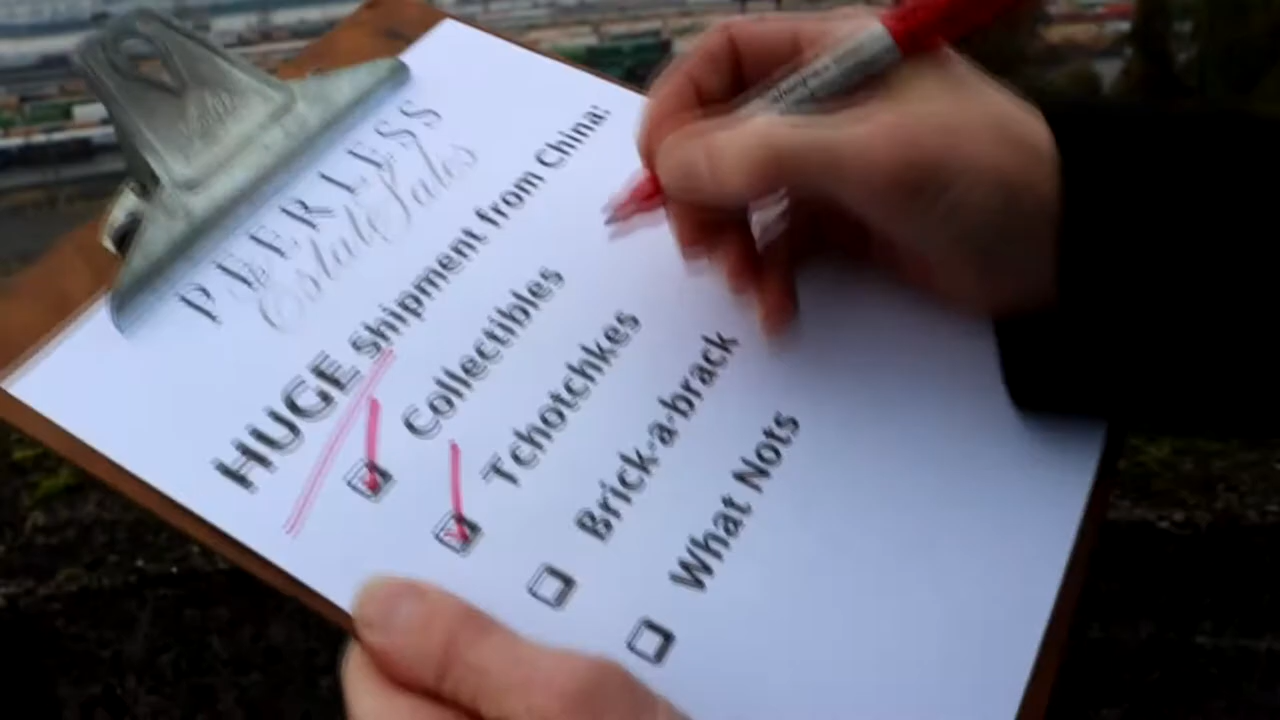 PEERLESS
Estate Sales
HUGE shipment from China:
Collectibles
Tchotchkes
Brick-a-brack
What Nots